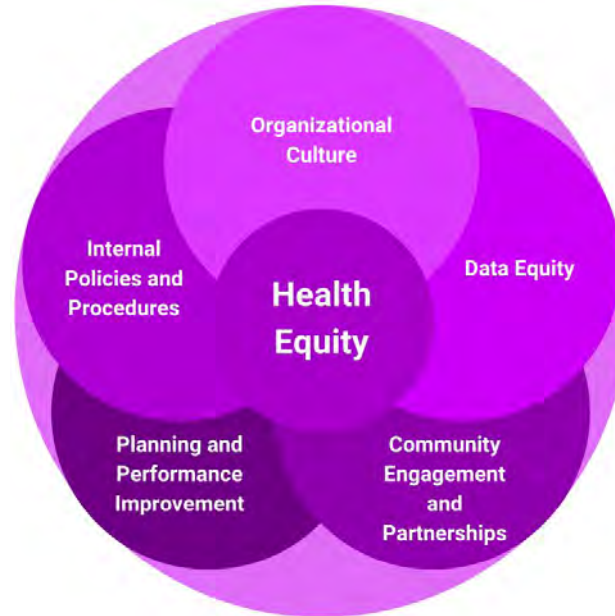 Organizational
Culture
Internal
Policies and
Procedures
Data Equity
Health
Equity
Planning and
Performance
Improvement
Community
Engagement
and
Partnerships